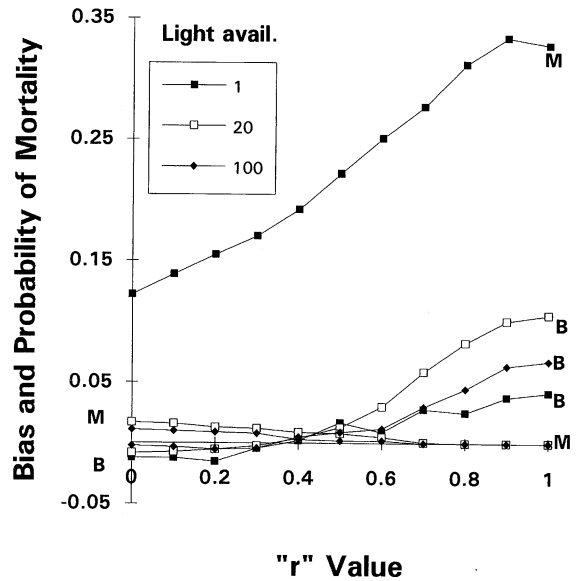 0.35
Light avail.
1
20
100
0.25
0.15
0.05
-0.05
Bias and Probability of Mortality
M
B
M
B
B
B
M
0
0.2
0.4
0.6
0.8
1
"r" Value